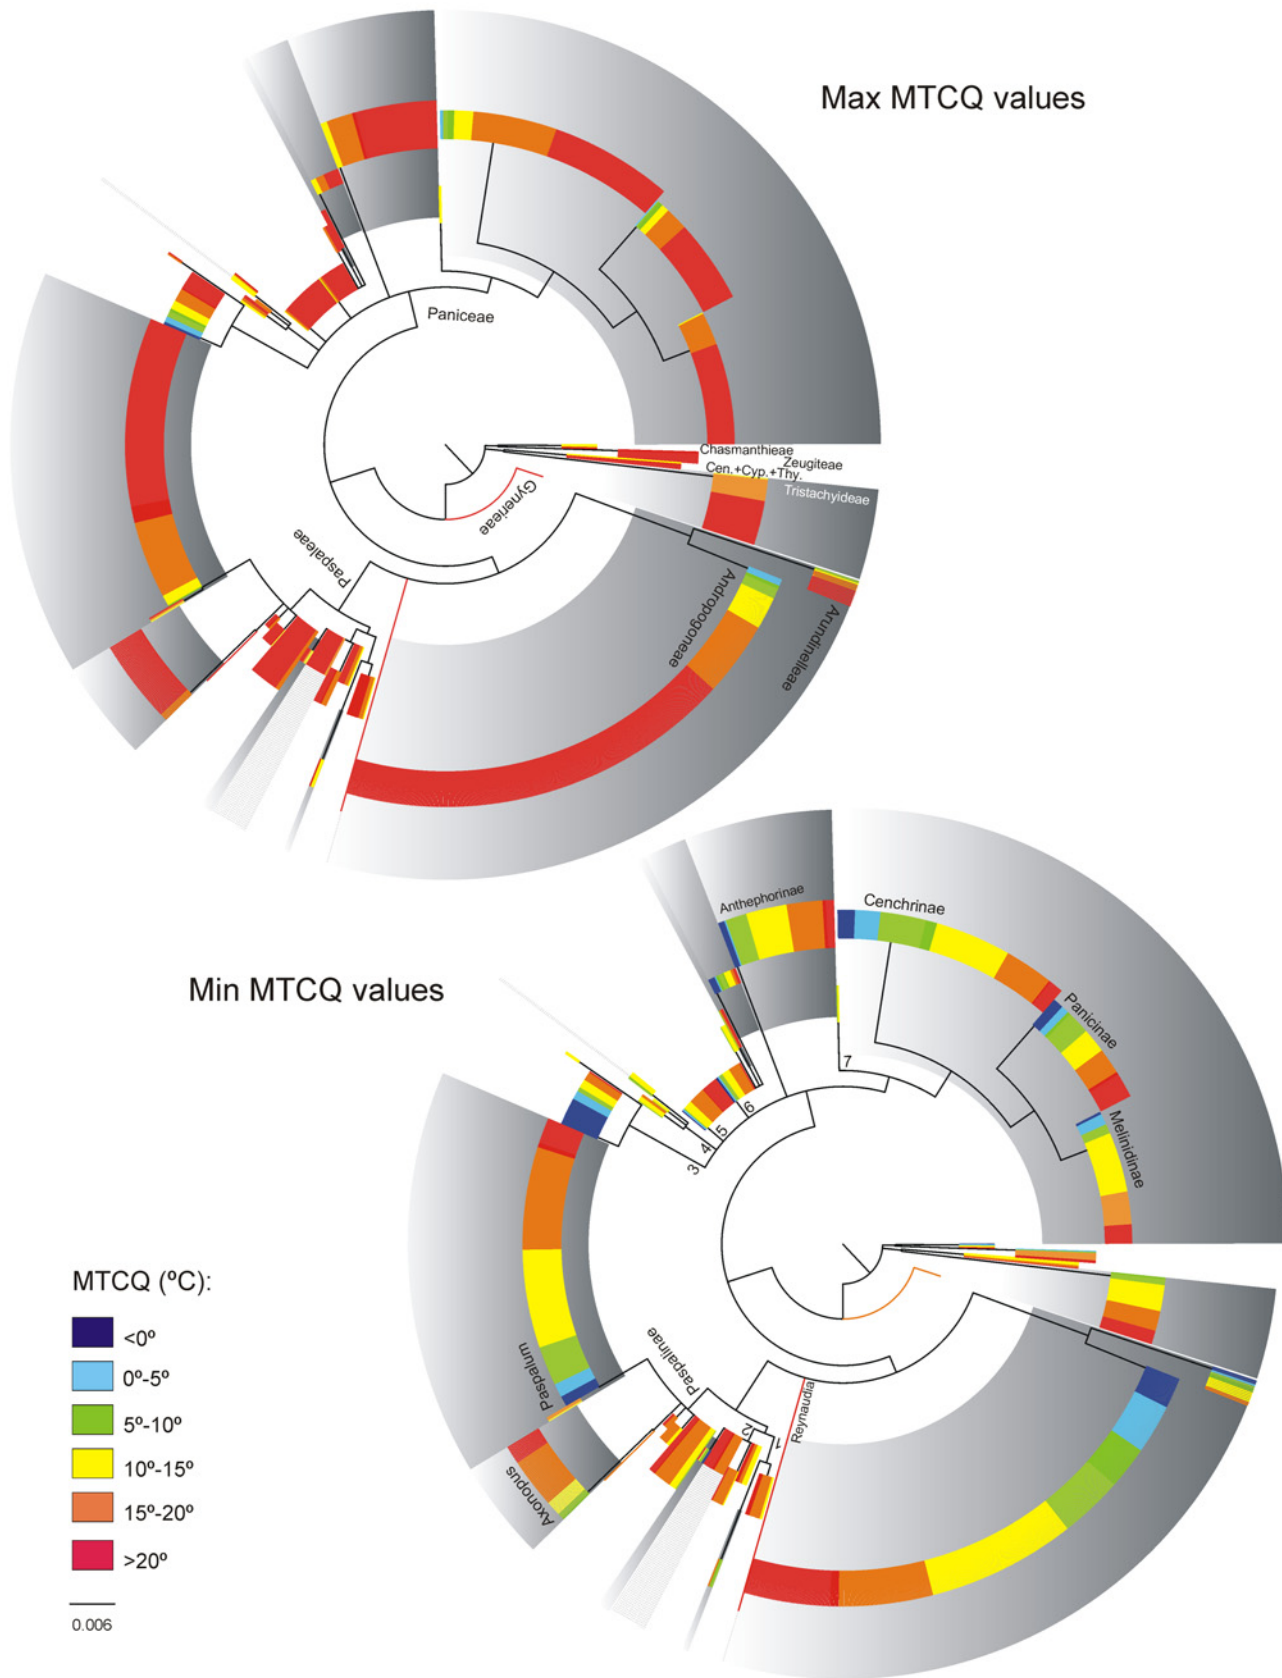 Max MTCQ values
Paniceae
Chasmanthieae
Zeugiteae
Cen.+Cyp.+Thy.
Tristachyideae
Gynerieae
Paspaleae
Andropogoneae
Arundinelleae
Min MTCQ values
Anthephorinae
Cenchrinae
Panicinae
Melinidinae
7
6
5
4
3
Paspalum
Paspalinae
2
1
Reynaudia
Axonopus
MTCQ (ºC):
<0º
0º-5º
5º-10º
10º-15º
15º-20º
>20º
0.006